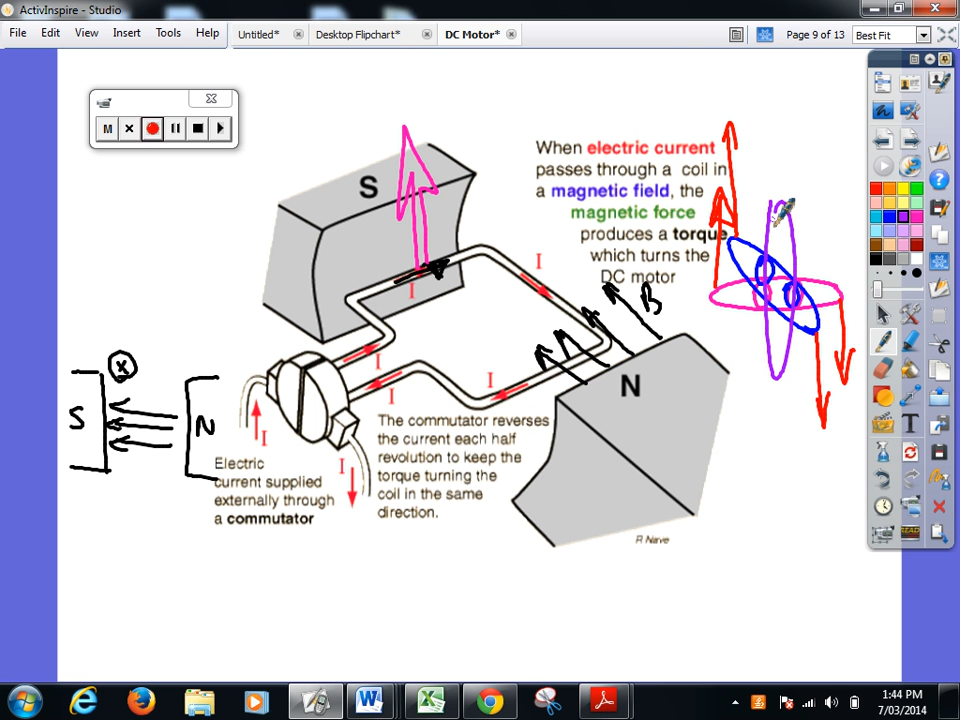 ActivInspire - Studio
File Edit View Insert Tools Help
Untitled*
Desktop Flipchart*
DC Motor*
Page 9 of 13
Best Fit
M
S
When electric current
passes through a coil in
a magnetic field, the
magnetic force
produces a torque
which turns the
DC motor
I
I
I
I
I
I
I
I
B
N
x
S
N
Electric
current supplied
externally through
a commutator
The commutator reverses
the current each half
revolution to keep the
torque turning the
coil in the same
direction.
R Nave
T
1:44 PM
7/03/2014